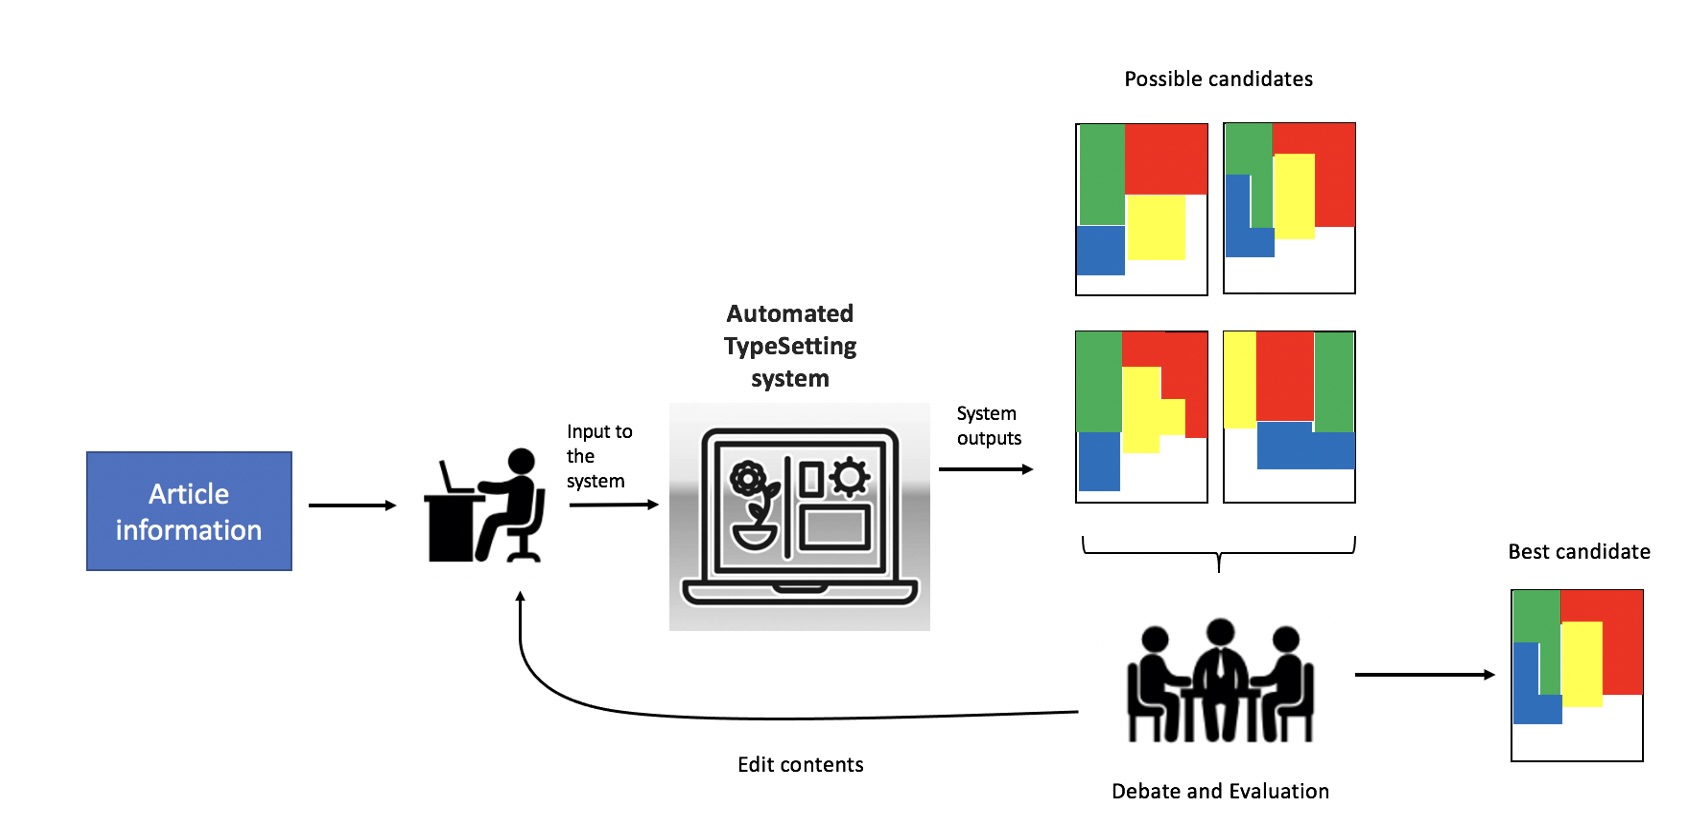 Possible candidates
Automated
TypeSetting
system
System
outputs
Input to
the
system
Article
information
Best candidate
Edit contents
Debate and Evaluation